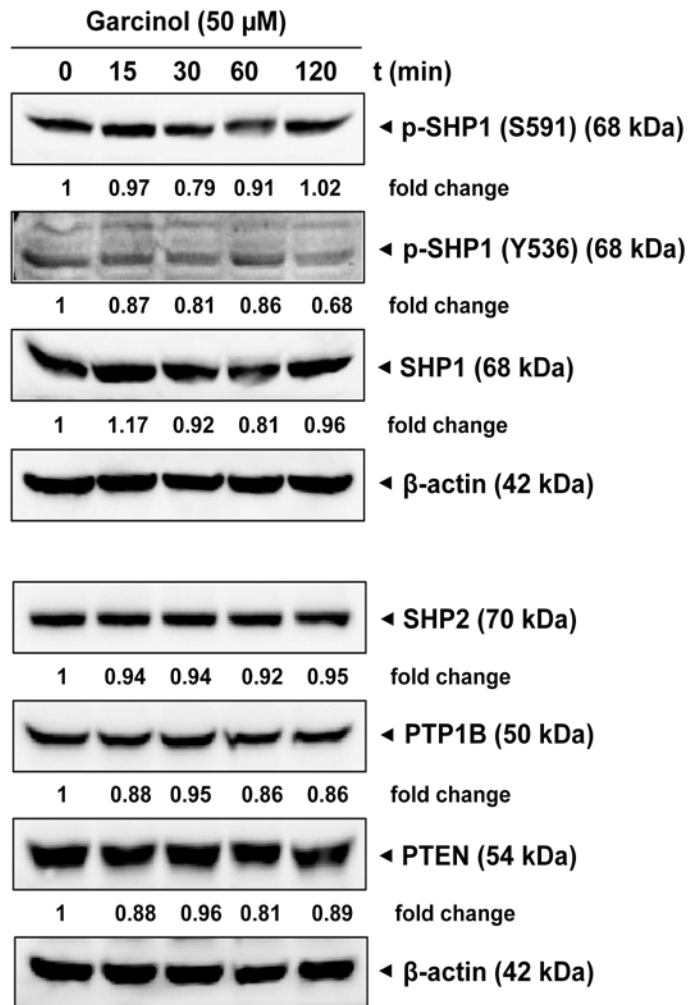 Garcinol (50 µM)
0 15 30 60 120 t (min)
◄ p-SHP1 (S591) (68 kDa)
1 0.97 0.79 0.91 1.02 fold change
◄ p-SHP1 (Y536) (68 kDa)
1 0.87 0.81 0.86 0.68 fold change
◄ SHP1 (68 kDa)
1 1.17 0.92 0.81 0.96 fold change
◄ β-actin (42 kDa)
◄ SHP2 (70 kDa)
1 0.94 0.94 0.92 0.95 fold change
◄ PTP1B (50 kDa)
1 0.88 0.95 0.86 0.86 fold change
◄ PTEN (54 kDa)
1 0.88 0.96 0.81 0.89 fold change
◄ β-actin (42 kDa)